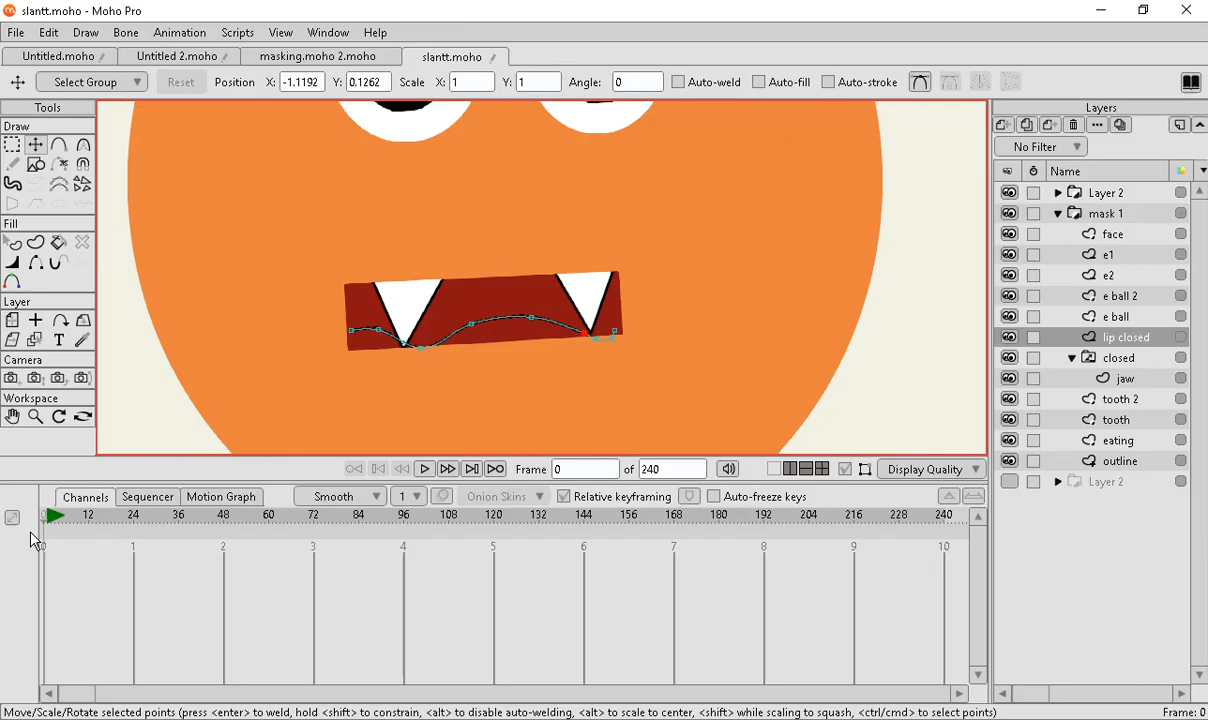 slantt.moho - Moho Pro
File Edit Draw Bone Animation Scripts View Window Help
Untitled.moho Untitled 2.moho masking.moho 2.moho slantt.moho
Select Group Reset Position X: -1.1192 Y: 0.1262 Scale X: 1 Y: 1 Angle: 0 Auto-weld Auto-fill Auto-stroke
Tools
Draw
Fill
Layer
Camera
Workspace
Layers
No Filter
Name
Layer 2
mask 1
face
e1
e2
e ball 2
e ball
lip closed
closed
jaw
tooth 2
tooth
eating
outline
Layer 2
Frame 0 of 240 Display Quality
Channels Sequencer Motion Graph Smooth 1 Onion Skins Relative keyframing Auto-freeze keys
0 12 24 36 48 60 72 84 96 108 120 132 144 156 168 180 192 204 216 228 240
0 1 2 3 4 5 6 7 8 9 10
Move/Scale/Rotate selected points (press <enter> to weld, hold <shift> to constrain, <alt> to disable auto-welding, <alt> to scale to center, <shift> while scaling to squash, <ctrl/cmd> to select points) Frame: 0